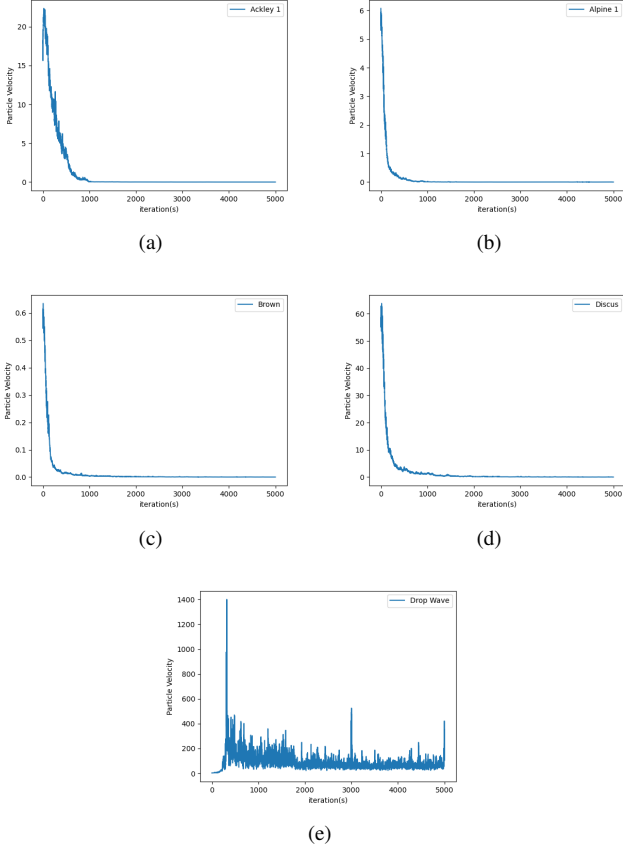 Ackley 1
20
15
10
5
0
Particle Velocity
0 1000 2000 3000 4000 5000
iteration(s)
(a)
Alpine 1
6
5
4
3
2
1
0
Particle Velocity
0 1000 2000 3000 4000 5000
iteration(s)
(b)
Brown
0.6
0.5
0.4
0.3
0.2
0.1
0.0
Particle Velocity
0 1000 2000 3000 4000 5000
iteration(s)
(c)
Discus
60
50
40
30
20
10
0
Particle Velocity
0 1000 2000 3000 4000 5000
iteration(s)
(d)
Drop Wave
1400
1200
1000
800
600
400
200
0
Particle Velocity
0 1000 2000 3000 4000 5000
iteration(s)
(e)